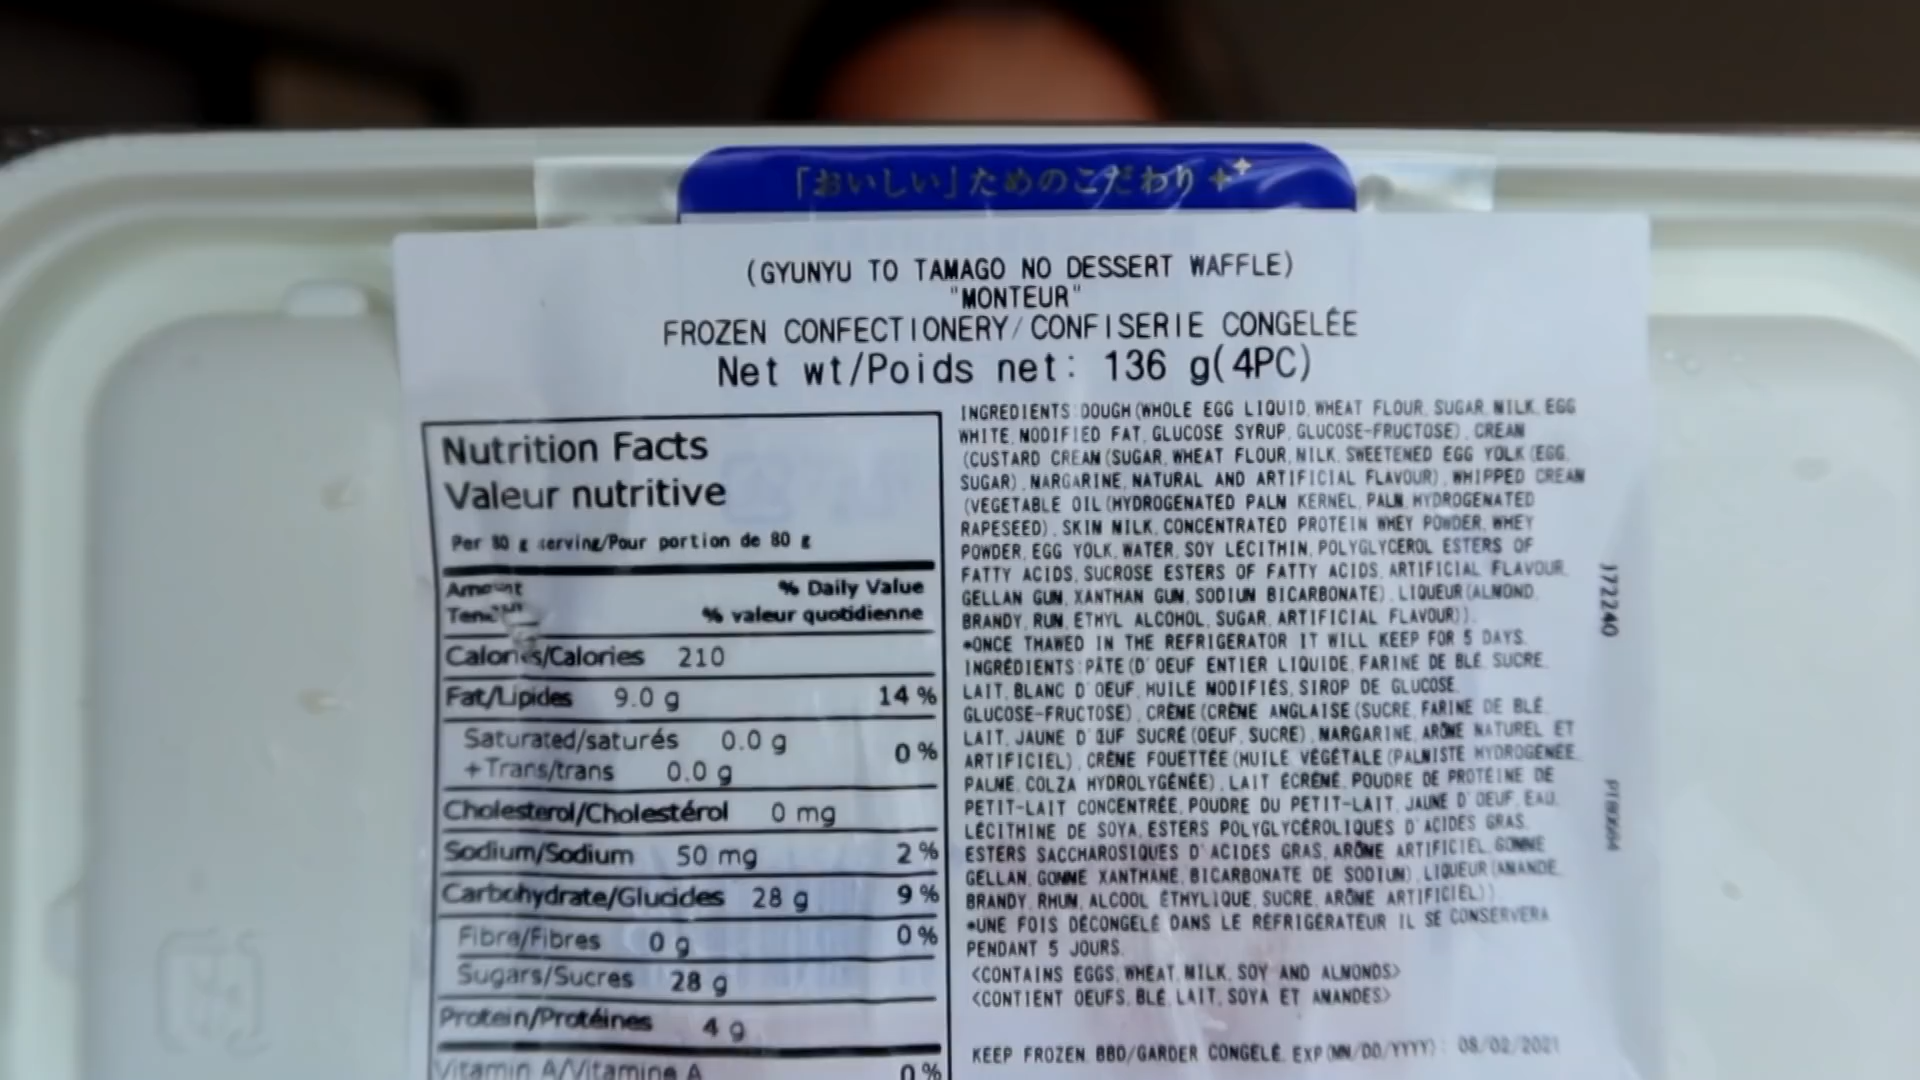 「おいしい」ためのこだわり
(GYUNYU TO TAMAGO NO DESSERT WAFFLE)
"MONTEUR"
FROZEN CONFECTIONERY/CONFISERIE CONGELÉE
Net wt/Poids net: 136 g(4PC)
Nutrition Facts
Valeur nutritive
Per 80 g serving/Pour portion de 80 g
Amount % Daily Value
% valeur quotidienne
Calories/Calories 210
Fat/Lipides 9.0 g 14 %
Saturated/saturés 0.0 g
+Trans/trans 0.0 g 0 %
Cholesterol/Cholestérol 0 mg
Sodium/Sodium 50 mg 2 %
Carbohydrate/Glucides 28 g 9 %
Fibre/Fibres 0 g 0 %
Sugars/Sucres 28 g
Protein/Protéines 4 g
Vitamin A/Vitamine A 0 %
INGREDIENTS:DOUGH(WHOLE EGG LIQUID, WHEAT FLOUR, SUGAR, MILK, EGG
WHITE, MODIFIED FAT, GLUCOSE SYRUP, GLUCOSE-FRUCTOSE), CREAM
(CUSTARD CREAM(SUGAR, WHEAT FLOUR, MILK, SWEETENED EGG YOLK(EGG,
SUGAR), MARGARINE, NATURAL AND ARTIFICIAL FLAVOUR), WHIPPED CREAM
(VEGETABLE OIL(HYDROGENATED PALM KERNEL, PALM, HYDROGENATED
RAPESEED), SKIM MILK, CONCENTRATED PROTEIN WHEY POWDER, WHEY
POWDER, EGG YOLK, WATER, SOY LECITHIN, POLYGLYCEROL ESTERS OF
FATTY ACIDS, SUCROSE ESTERS OF FATTY ACIDS, ARTIFICIAL FLAVOUR,
GELLAN GUM, XANTHAN GUM, SODIUM BICARBONATE), LIQUEUR(ALMOND,
BRANDY, RUM, ETHYL ALCOHOL, SUGAR, ARTIFICIAL FLAVOUR)).
*ONCE THAWED IN THE REFRIGERATOR IT WILL KEEP FOR 5 DAYS.
INGRÉDIENTS:PÂTE(D'OEUF ENTIER LIQUIDE, FARINE DE BLÉ, SUCRE,
LAIT, BLANC D'OEUF, HUILE MODIFIÉS, SIROP DE GLUCOSE,
GLUCOSE-FRUCTOSE), CRÈME(CRÈME ANGLAISE(SUCRE, FARINE DE BLÉ,
LAIT, JAUNE D'ŒUF SUCRÉ(OEUF, SUCRE), MARGARINE, ARÔME NATUREL ET
ARTIFICIEL), CRÈME FOUETTÉE(HUILE VÉGÉTALE(PALMISTE HYDROGÉNÉE,
PALME, COLZA HYDROLYGÉNÉE), LAIT ÉCRÉMÉ, POUDRE DE PROTÉINE DE
PETIT-LAIT CONCENTRÉE, POUDRE DU PETIT-LAIT, JAUNE D'OEUF, EAU,
LÉCITHINE DE SOYA, ESTERS POLYGLYCÉROLIQUES D'ACIDES GRAS,
ESTERS SACCHAROSIQUES D'ACIDES GRAS, ARÔME ARTIFICIEL, GOMME
GELLAN, GOMME XANTHANE, BICARBONATE DE SODIUM), LIQUEUR(AMANDE,
BRANDY, RHUM, ALCOOL ÉTHYLIQUE, SUCRE, ARÔME ARTIFICIEL))
*UNE FOIS DÉCONGELÉ DANS LE RÉFRIGÉRATEUR IL SE CONSERVERA
PENDANT 5 JOURS.
<CONTAINS EGGS, WHEAT, MILK, SOY AND ALMONDS>
<CONTIENT OEUFS, BLÉ, LAIT, SOYA ET AMANDES>
KEEP FROZEN BBD/GARDER CONGELÉ. EXP(MM/DD/YYYY): 08/02/2021
J72240